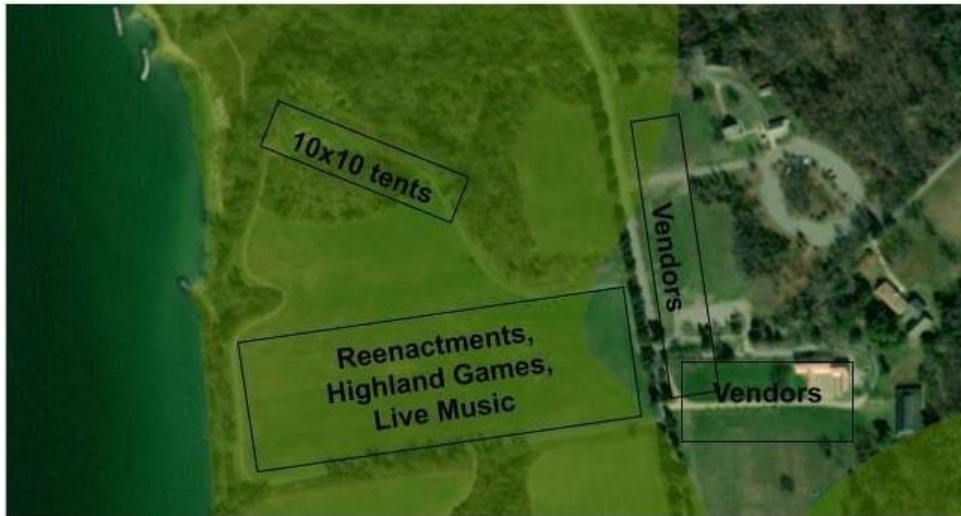 10x10 tents
Vendors
Reenactments,
Highland Games,
Live Music
Vendors